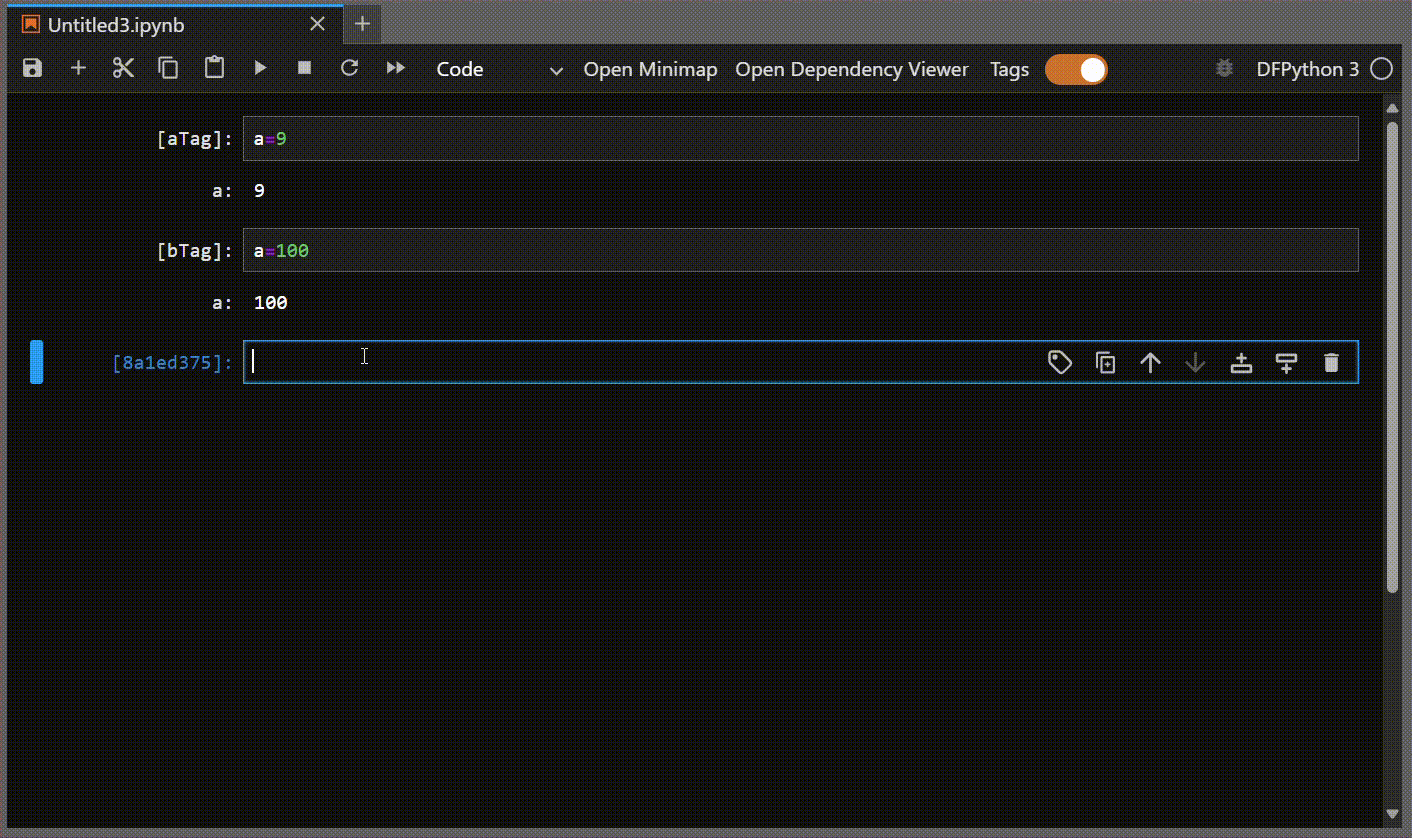 Untitled3.ipynb
Code Open Minimap Open Dependency Viewer Tags DFPython 3
[aTag]: a=9
a: 9
[bTag]: a=100
a: 100
[8a1ed375]: